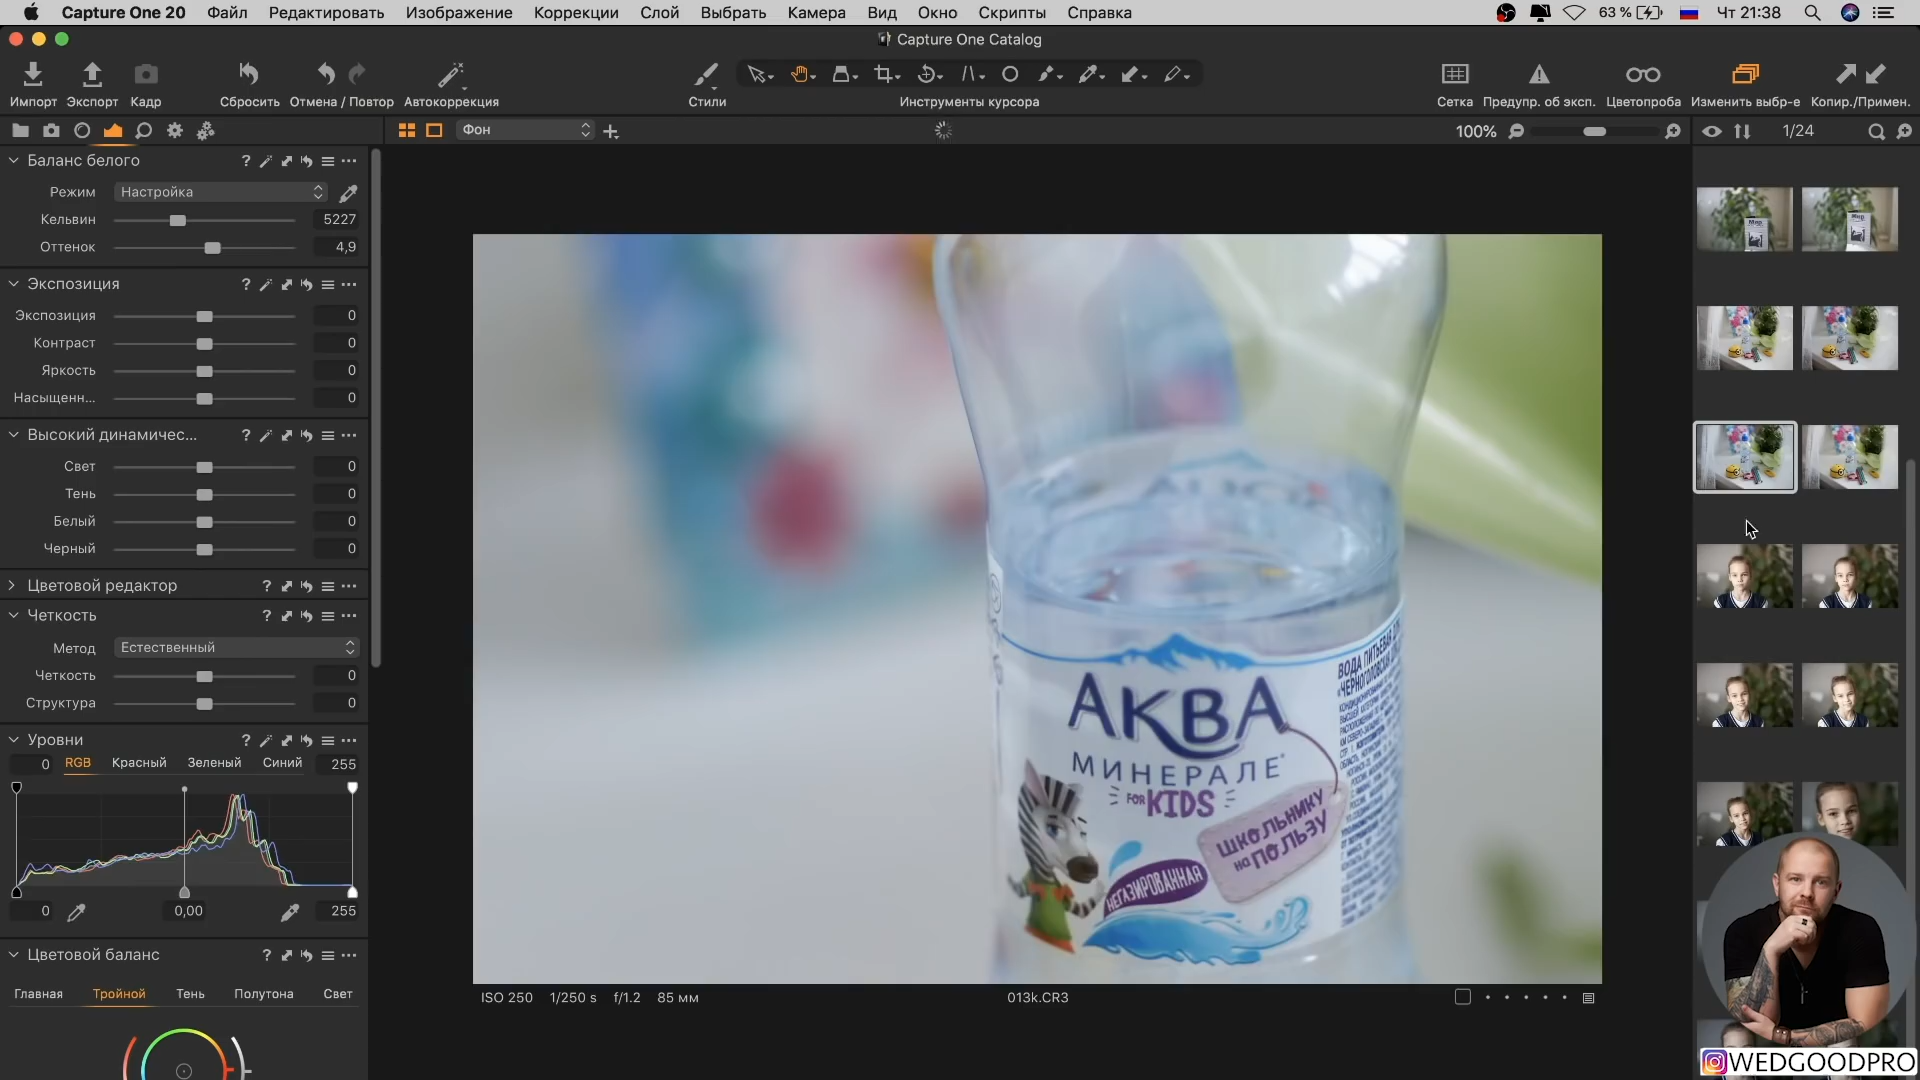 Capture One 20 Файл Редактировать Изображение Коррекции Слой Выбрать Камера Вид Окно Скрипты Справка 63 % Чт 21:38
Capture One Catalog
Импорт Экспорт Кадр Сбросить Отмена / Повтор Автокоррекция Стили Инструменты курсора Сетка Предупр. об эксп. Цветопроба Изменить выбр-е Копир./Примен.
Фон 100% 1/24
Баланс белого
Режим Настройка
Кельвин 5227
Оттенок 4,9
Экспозиция
Экспозиция 0
Контраст 0
Яркость 0
Насыщенн... 0
Высокий динамичес...
Свет 0
Тень 0
Белый 0
Черный 0
Цветовой редактор
Четкость
Метод Естественный
Четкость 0
Структура 0
Уровни
0 RGB Красный Зеленый Синий 255
0 0,00 255
Цветовой баланс
Главная Тройной Тень Полутона Свет
ВОДА ПИТЬЕВАЯ
АКВА
МИНЕРАЛЕ
FOR KIDS
ШКОЛЬНИКУ
на ПОЛЬЗУ
НЕГАЗИРОВАННАЯ
ISO 250 1/250 s f/1.2 85 мм 013k.CR3
Мир
Мир
WEDGOODPRO